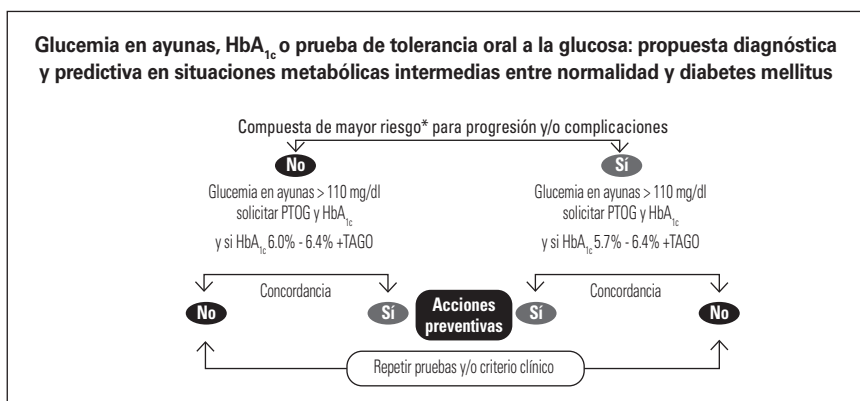 Glucemia en ayunas, HbA1c o prueba de tolerancia oral a la glucosa: propuesta diagnóstica
y predictiva en situaciones metabólicas intermedias entre normalidad y diabetes mellitus
Compuesta de mayor riesgo* para progresión y/o complicaciones
No
Sí
Glucemia en ayunas > 110 mg/dl
solicitar PTOG y HbA1c
y si HbA1c 6.0% - 6.4% +TAGO
Glucemia en ayunas > 110 mg/dl
solicitar PTOG y HbA1c
y si HbA1c 5.7% - 6.4% +TAGO
Concordancia
Concordancia
No
Sí
Acciones
preventivas
Sí
No
Repetir pruebas y/o criterio clínico